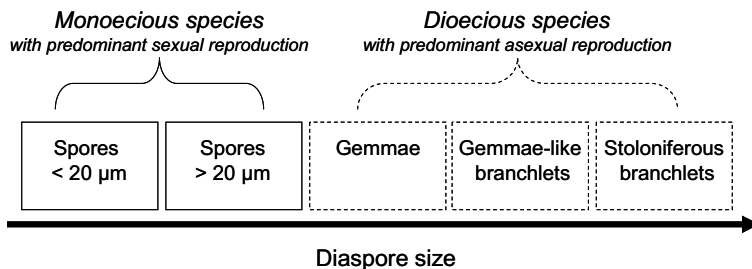 Monoecious species
with predominant sexual reproduction
Dioecious species
with predominant asexual reproduction
Spores
< 20 µm
Spores
> 20 µm
Gemmae
Gemmae-like
branchlets
Stoloniferous
branchlets
Diaspore size